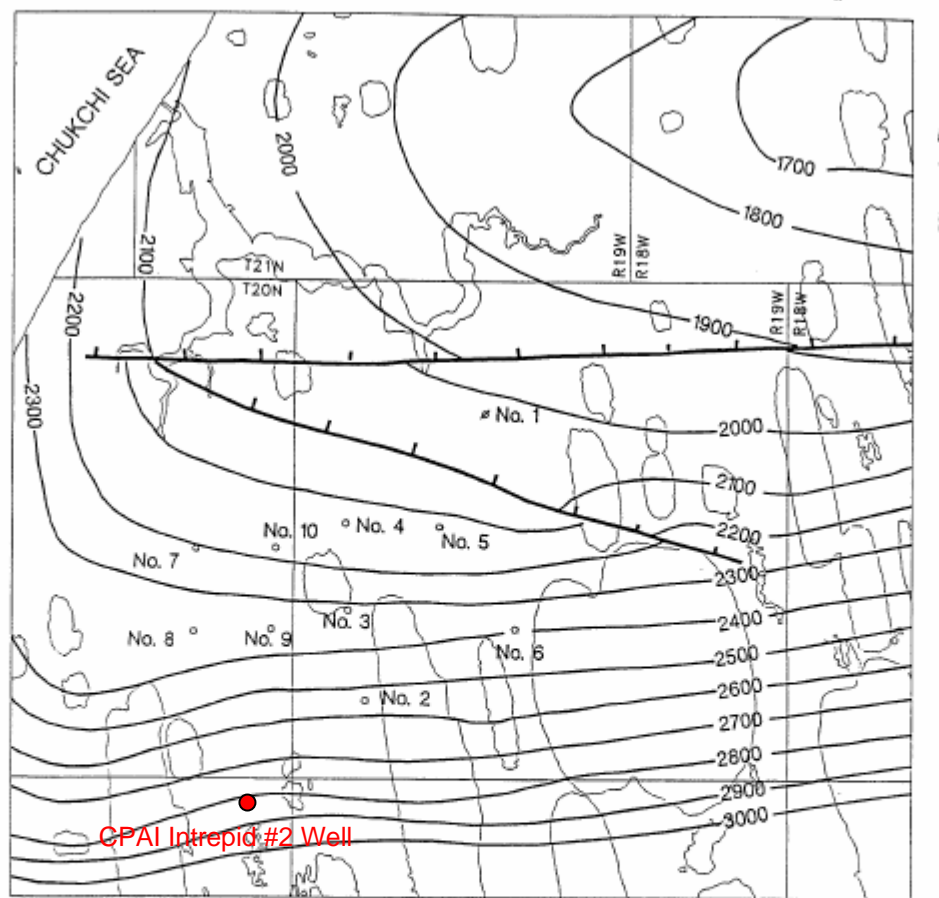 CHUKCHI SEA
2000
1700
1800
2100
R19W
R18W
T21N
T20N
2200
1900
R19W
R18W
2300
No. 1
2000
2100
No. 10
No. 4
No. 5
2200
No. 7
2300
No. 3
2400
No. 8
No. 9
No. 6
2500
2600
No. 2
2700
2800
2900
3000
CPAI Intrepid #2 Well